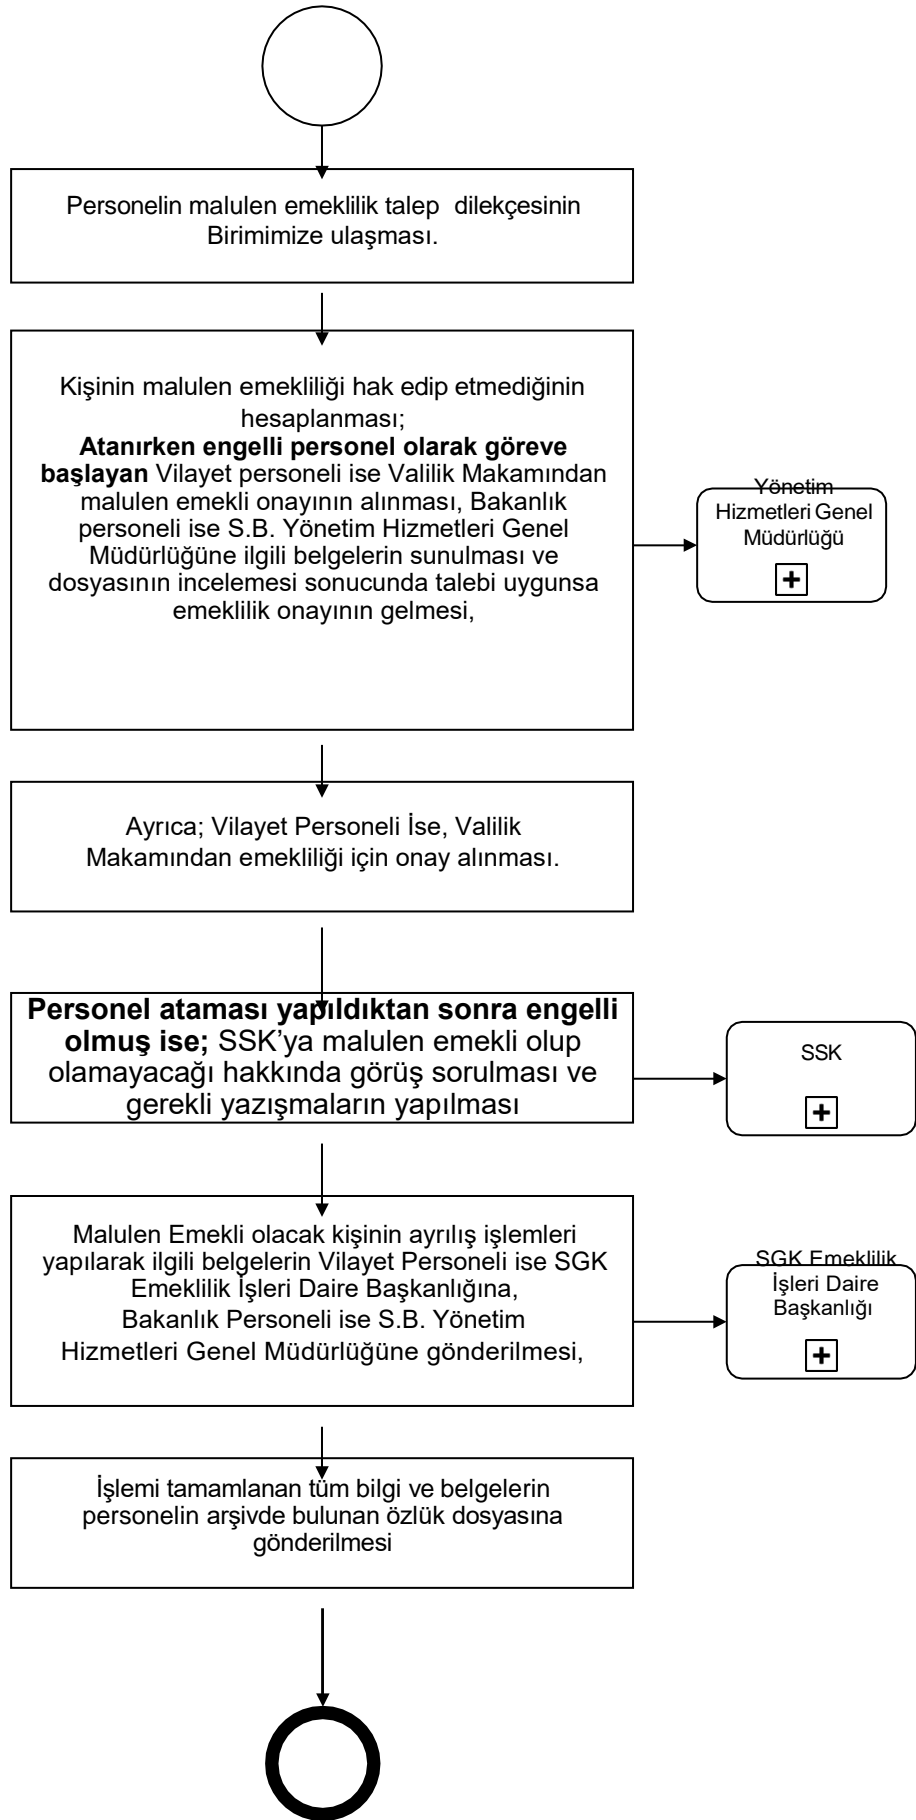 Personelin malulen emeklilik talep dilekçesinin
Birimimize ulaşması.
Kişinin malulen emekliliği hak edip etmediğinin
hesaplanması;
Atanırken engelli personel olarak göreve
başlayan Vilayet personeli ise Valilik Makamından
malulen emekli onayının alınması, Bakanlık
personeli ise S.B. Yönetim Hizmetleri Genel
Müdürlüğüne ilgili belgelerin sunulması ve
dosyasının incelemesi sonucunda talebi uygunsa
emeklilik onayının gelmesi,
Yönetim
Hizmetleri Genel
Müdürlüğü
Ayrıca; Vilayet Personeli İse, Valilik
Makamından emekliliği için onay alınması.
Personel ataması yapıldıktan sonra engelli
olmuş ise; SSK’ya malulen emekli olup
olamayacağı hakkında görüş sorulması ve
gerekli yazışmaların yapılması
SSK
Malulen Emekli olacak kişinin ayrılış işlemleri
yapılarak ilgili belgelerin Vilayet Personeli ise SGK
Emeklilik İşleri Daire Başkanlığına,
Bakanlık Personeli ise S.B. Yönetim
Hizmetleri Genel Müdürlüğüne gönderilmesi,
SGK Emeklilik
İşleri Daire
Başkanlığı
İşlemi tamamlanan tüm bilgi ve belgelerin
personelin arşivde bulunan özlük dosyasına
gönderilmesi